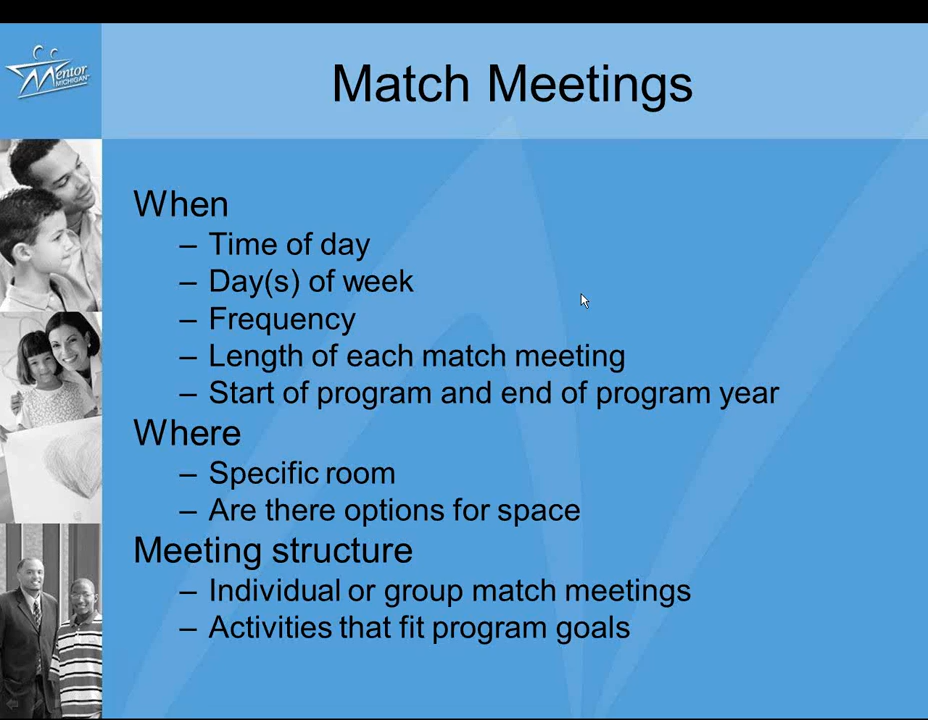 Mentor
MICHIGAN
Match Meetings
When
– Time of day
– Day(s) of week
– Frequency
– Length of each match meeting
– Start of program and end of program year
Where
– Specific room
– Are there options for space
Meeting structure
– Individual or group match meetings
– Activities that fit program goals